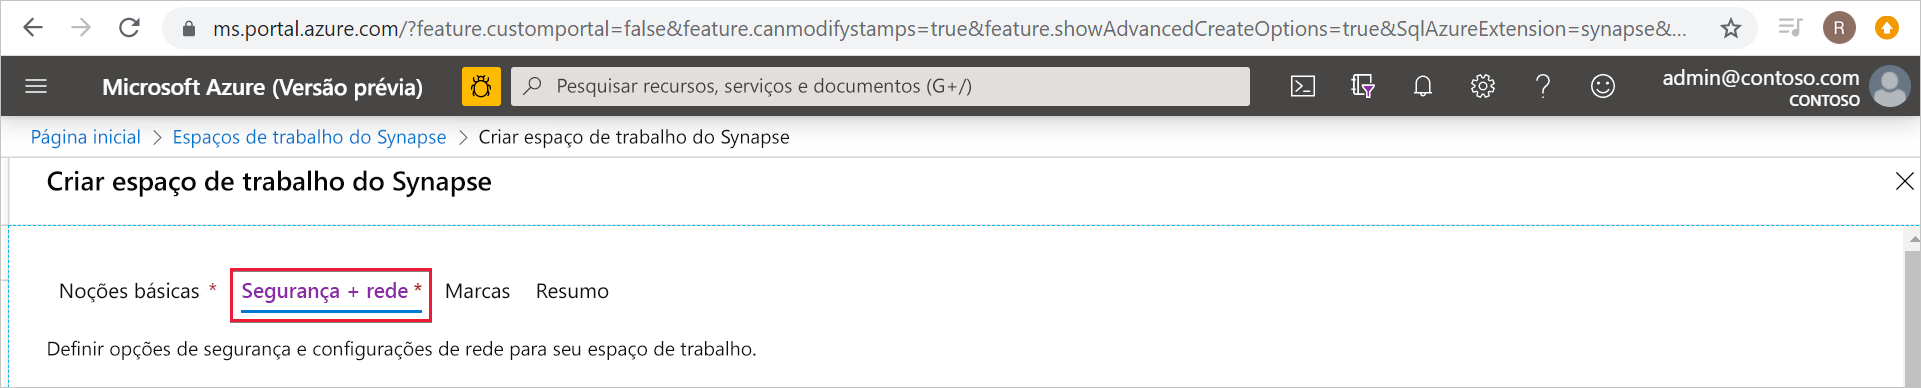 ms.portal.azure.com/?feature.customportal=false&feature.canmodifystamps=true&feature.showAdvancedCreateOptions=true&SqlAzureExtension=synapse&...
R
Microsoft Azure (Versão prévia)
Pesquisar recursos, serviços e documentos (G+/)
admin@contoso.com
CONTOSO
Página inicial > Espaços de trabalho do Synapse > Criar espaço de trabalho do Synapse
Criar espaço de trabalho do Synapse
Noções básicas * Segurança + rede * Marcas Resumo
Definir opções de segurança e configurações de rede para seu espaço de trabalho.